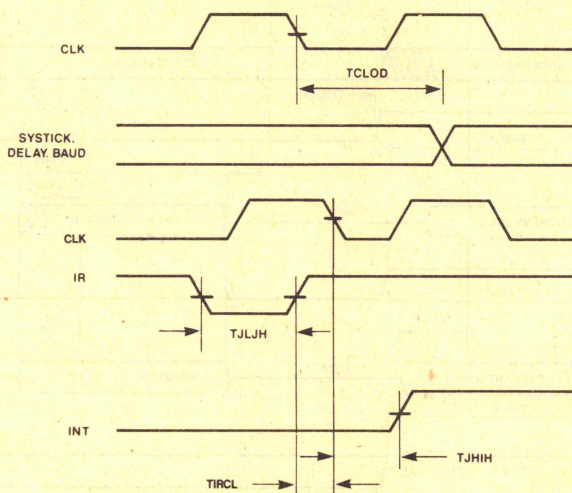 CLK
TCLOD
SYSTICK,
DELAY, BAUD
CLK
IR
TJLJH
INT
TJHIH
TIRCL